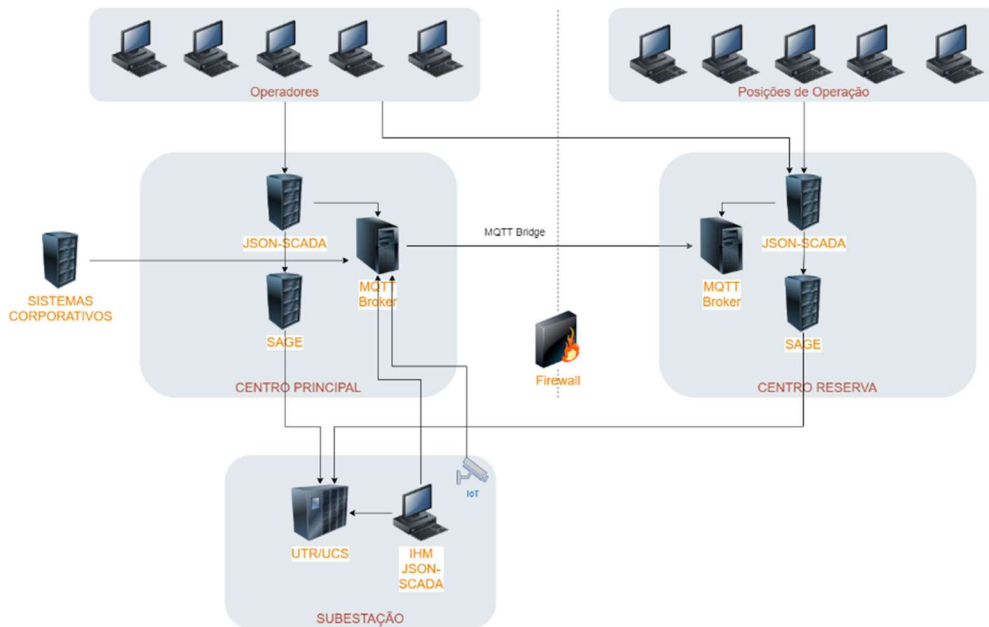 Operadores
Posições de Operação
JSON-SCADA
JSON-SCADA
MQTT Bridge
MQTT
Broker
MQTT
Broker
SISTEMAS
CORPORATIVOS
SAGE
SAGE
Firewall
CENTRO PRINCIPAL
CENTRO RESERVA
IoT
UTR/UCS
IHM
JSON-
SCADA
SUBESTAÇÃO